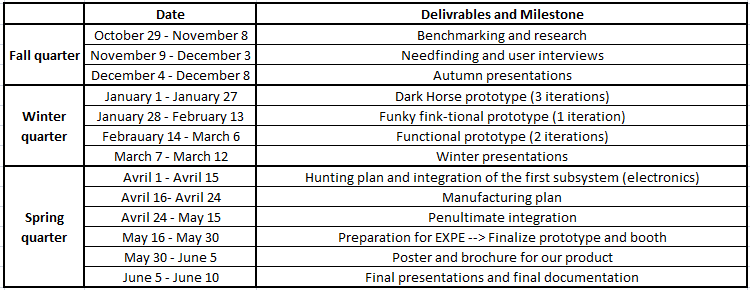 Date Delivrables and Milestone
Fall quarter
October 29 - November 8 Benchmarking and research
November 9 - December 3 Needfinding and user interviews
December 4 - December 8 Autumn presentations
Winter quarter
January 1 - January 27 Dark Horse prototype (3 iterations)
January 28 - February 13 Funky fink-tional prototype (1 iteration)
Febrauary 14 - March 6 Functional prototype (2 iterations)
March 7 - March 12 Winter presentations
Spring quarter
Avril 1 - Avril 15 Hunting plan and integration of the first subsystem (electronics)
Avril 16- Avril 24 Manufacturing plan
Avril 24 - May 15 Penultimate integration
May 16 - May 30 Preparation for EXPE --> Finalize prototype and booth
May 30 - June 5 Poster and brochure for our product
June 5 - June 10 Final presentations and final documentation